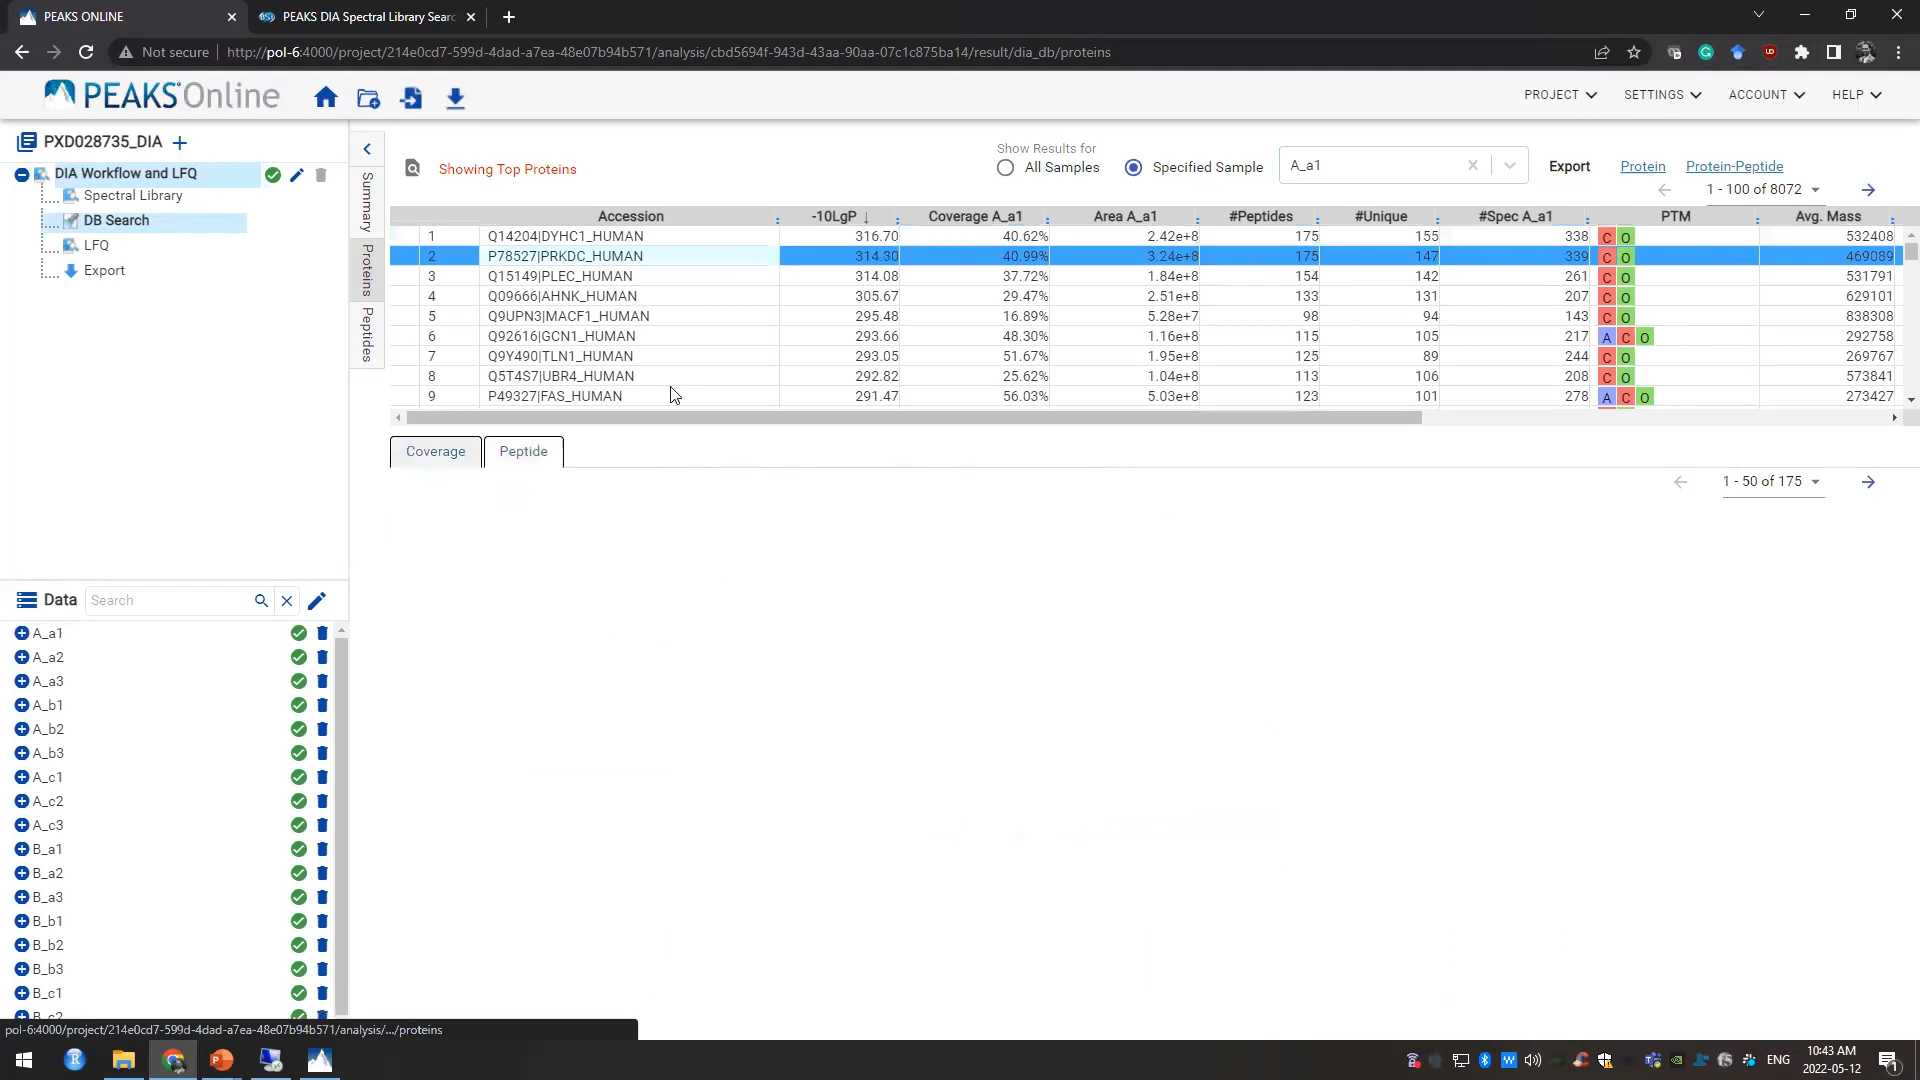 PEAKS ONLINE
PEAKS DIA Spectral Library Searc
Not secure
http://pol-6:4000/project/214e0cd7-599d-4dad-a7ea-48e07b94b571/analysis/cbd5694f-943d-43aa-90aa-07c1c875ba14/result/dia_db/proteins
PEAKS Online
PROJECT
SETTINGS
ACCOUNT
HELP
PXD028735_DIA
DIA Workflow and LFQ
Spectral Library
DB Search
LFQ
Export
Summary
Proteins
Peptides
Showing Top Proteins
Show Results for
All Samples
Specified Sample
A_a1
Export
Protein
Protein-Peptide
1 - 100 of 8072
Accession -10LgP ↓ Coverage A_a1 Area A_a1 #Peptides #Unique #Spec A_a1 PTM Avg. Mass
1 Q14204|DYHC1_HUMAN 316.70 40.62% 2.42e+8 175 155 338 C O 532408
2 P78527|PRKDC_HUMAN 314.30 40.99% 3.24e+8 175 147 339 C O 469089
3 Q15149|PLEC_HUMAN 314.08 37.72% 1.84e+8 154 142 261 C O 531791
4 Q09666|AHNK_HUMAN 305.67 29.47% 2.51e+8 133 131 207 C O 629101
5 Q9UPN3|MACF1_HUMAN 295.48 16.89% 5.28e+7 98 94 143 C O 838308
6 Q92616|GCN1_HUMAN 293.66 48.30% 1.16e+8 115 105 217 A C O 292758
7 Q9Y490|TLN1_HUMAN 293.05 51.67% 1.95e+8 125 89 244 C O 269767
8 Q5T4S7|UBR4_HUMAN 292.82 25.62% 1.04e+8 113 106 208 C O 573841
9 P49327|FAS_HUMAN 291.47 56.03% 5.03e+8 123 101 278 A C O 273427
Coverage
Peptide
1 - 50 of 175
Data
Search
A_a1
A_a2
A_a3
A_b1
A_b2
A_b3
A_c1
A_c2
A_c3
B_a1
B_a2
B_a3
B_b1
B_b2
B_b3
B_c1
B_c2
pol-6:4000/project/214e0cd7-599d-4dad-a7ea-48e07b94b571/analysis/.../proteins
ENG
10:43 AM
2022-05-12